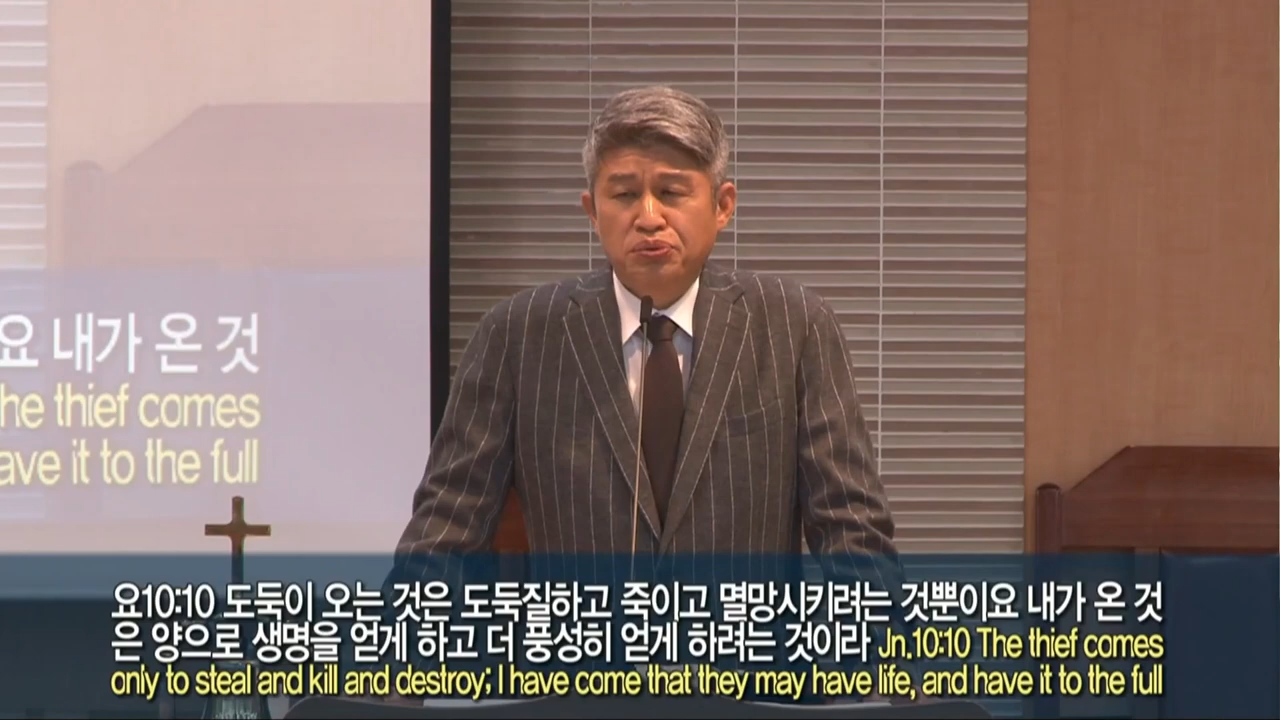 요 내가 온 것
he thief comes
ave it to the full
요10:10 도둑이 오는 것은 도둑질하고 죽이고 멸망시키려는 것뿐이요 내가 온 것
은 양으로 생명을 얻게 하고 더 풍성히 얻게 하려는 것이라 Jn.10:10 The thief comes
only to steal and kill and destroy; I have come that they may have life, and have it to the full